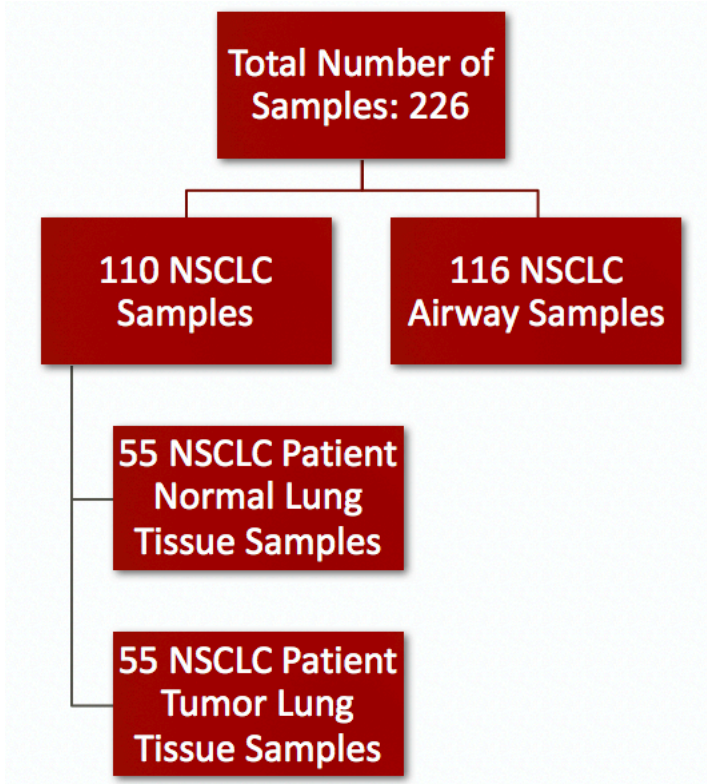 Total Number of
Samples: 226
110 NSCLC
Samples
116 NSCLC
Airway Samples
55 NSCLC Patient
Normal Lung
Tissue Samples
55 NSCLC Patient
Tumor Lung
Tissue Samples